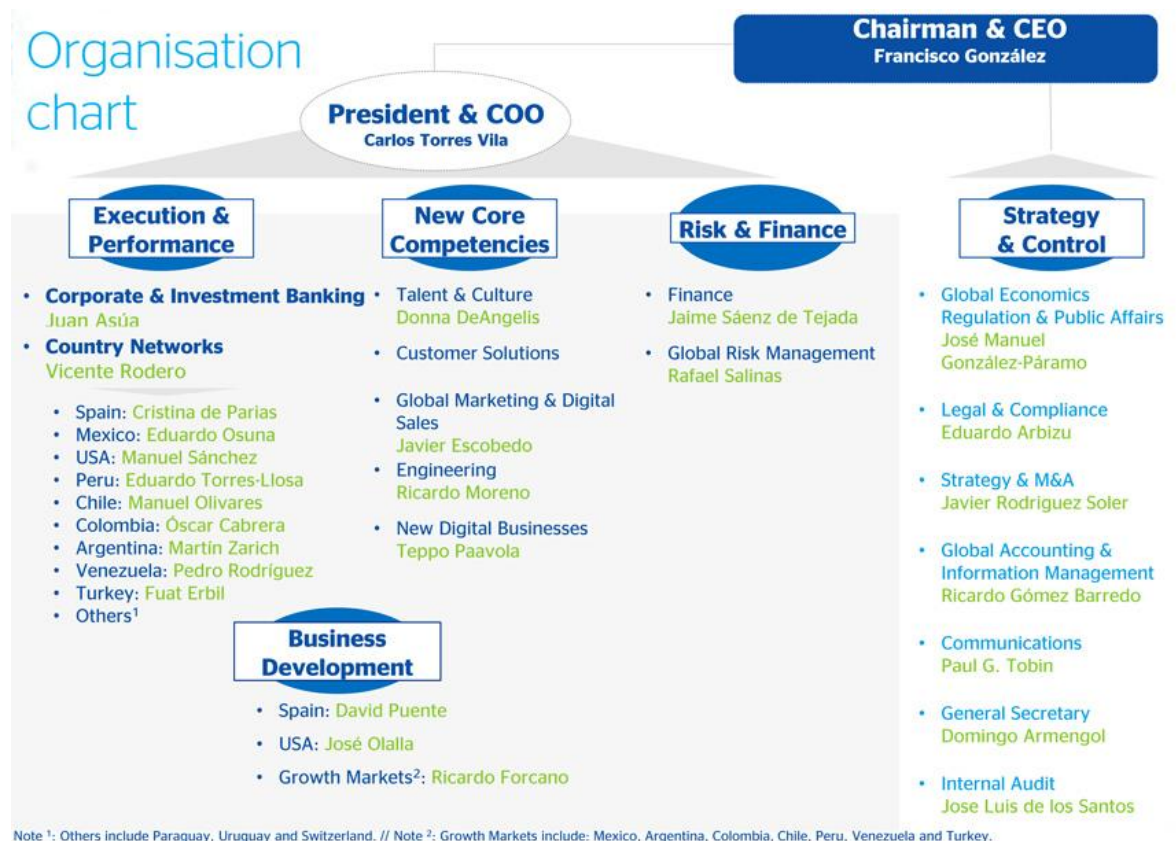 Organisation
chart
Chairman & CEO
Francisco González
President & COO
Carlos Torres Vila
Execution &
Performance
• Corporate & Investment Banking
Juan Asúa
• Country Networks
Vicente Rodero
• Spain: Cristina de Parias
• Mexico: Eduardo Osuna
• USA: Manuel Sánchez
• Peru: Eduardo Torres-Llosa
• Chile: Manuel Olivares
• Colombia: Óscar Cabrera
• Argentina: Martín Zarich
• Venezuela: Pedro Rodríguez
• Turkey: Fuat Erbil
• Others¹
New Core
Competencies
• Talent & Culture
Donna DeAngelis
• Customer Solutions
• Global Marketing & Digital
Sales
Javier Escobedo
• Engineering
Ricardo Moreno
• New Digital Businesses
Teppo Paavola
Business
Development
• Spain: David Puente
• USA: José Olalla
• Growth Markets²: Ricardo Forcano
Risk & Finance
• Finance
Jaime Sáenz de Tejada
• Global Risk Management
Rafael Salinas
Strategy
& Control
• Global Economics
Regulation & Public Affairs
José Manuel
González-Páramo
• Legal & Compliance
Eduardo Arbizu
• Strategy & M&A
Javier Rodriguez Soler
• Global Accounting &
Information Management
Ricardo Gómez Barredo
• Communications
Paul G. Tobin
• General Secretary
Domingo Armengol
• Internal Audit
Jose Luis de los Santos
Note ¹: Others include Paraguay, Uruguay and Switzerland. // Note ²: Growth Markets include: Mexico, Argentina, Colombia, Chile, Peru, Venezuela and Turkey.